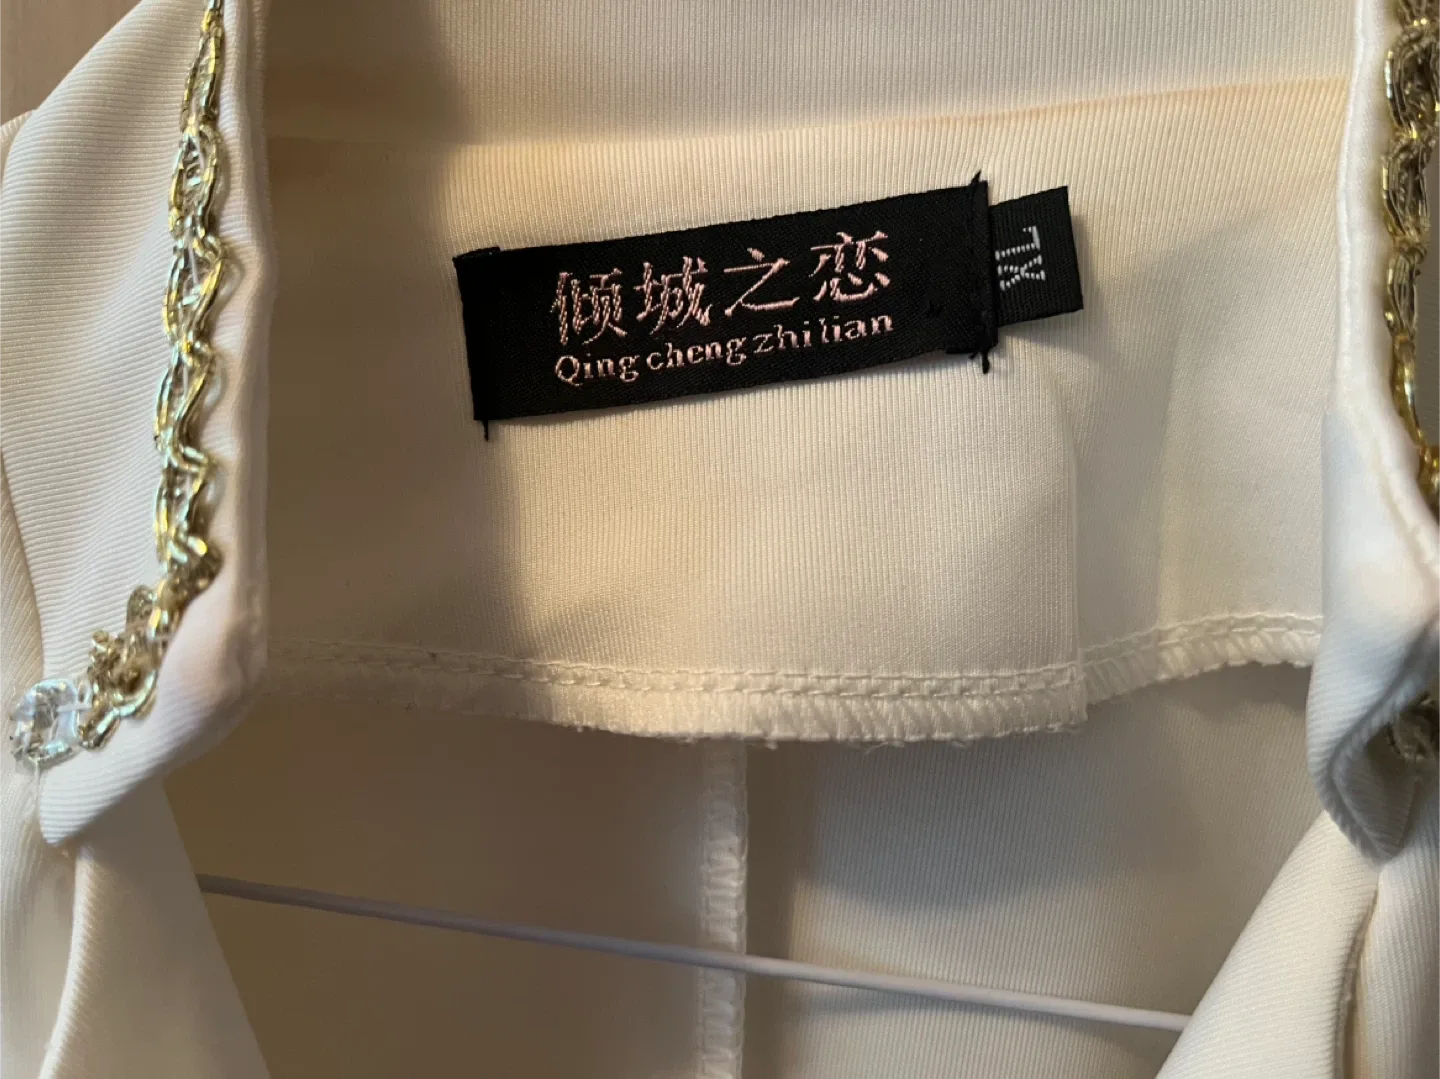 倾城之恋
Qing cheng zhi lian
XL